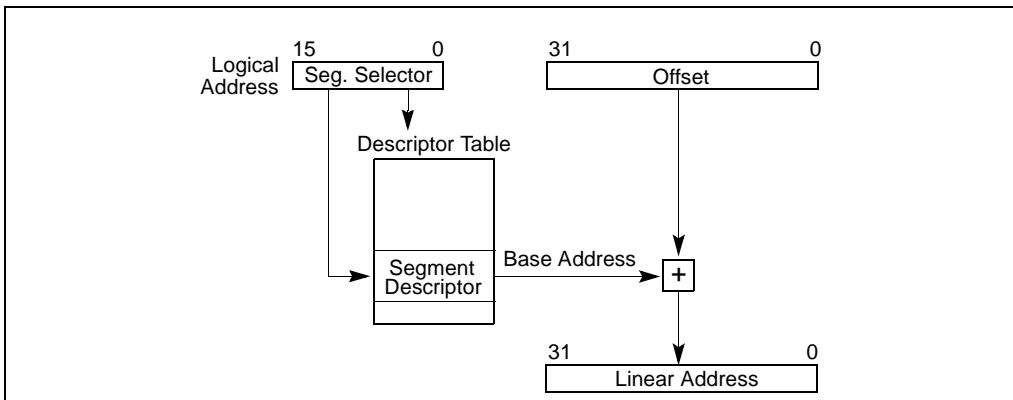 15 0
31 0
Logical
Address
Seg. Selector
Offset
Descriptor Table
Segment
Descriptor
Base Address
+
31 0
Linear Address